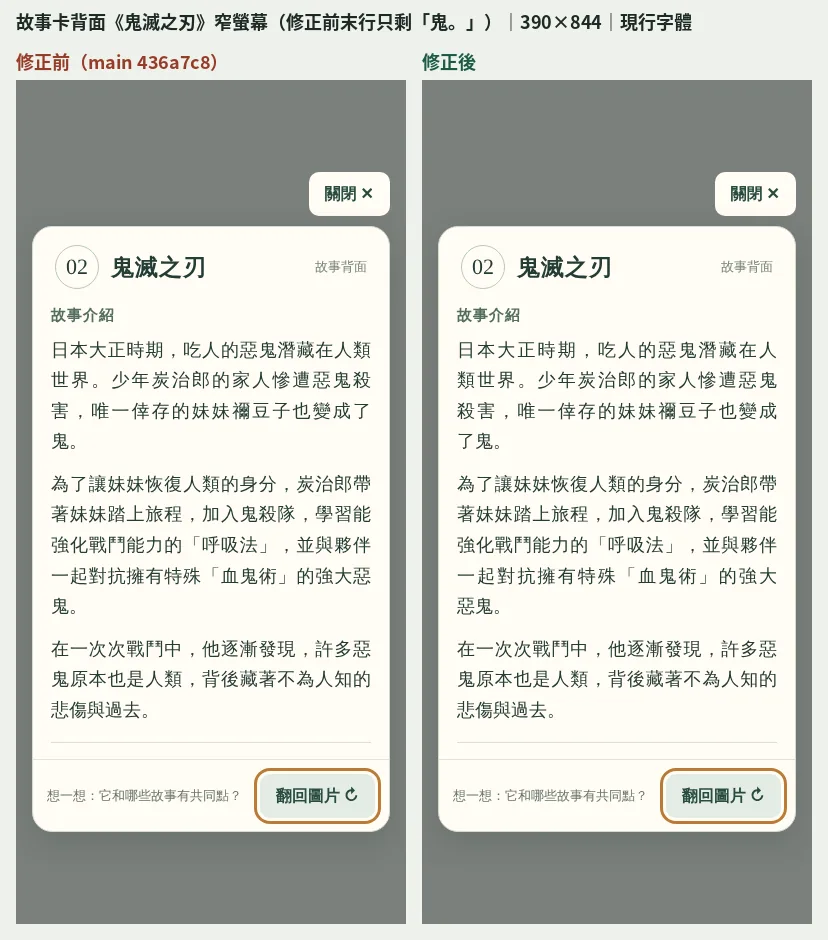 故事卡背面《鬼滅之刃》窄螢幕（修正前末行只剩「鬼。」）｜390×844｜現行字體
修正前（main 436a7c8）
關閉 ✕
02 鬼滅之刃 故事背面
故事介紹
日本大正時期，吃人的惡鬼潛藏在人類
世界。少年炭治郎的家人慘遭惡鬼殺
害，唯一倖存的妹妹禰豆子也變成了
鬼。
為了讓妹妹恢復人類的身分，炭治郎帶
著妹妹踏上旅程，加入鬼殺隊，學習能
強化戰鬥能力的「呼吸法」，並與夥伴
一起對抗擁有特殊「血鬼術」的強大惡
鬼。
在一次次戰鬥中，他逐漸發現，許多惡
鬼原本也是人類，背後藏著不為人知的
悲傷與過去。
想一想：它和哪些故事有共同點？
翻回圖片 ↻
修正後
關閉 ✕
02 鬼滅之刃 故事背面
故事介紹
日本大正時期，吃人的惡鬼潛藏在人
類世界。少年炭治郎的家人慘遭惡鬼
殺害，唯一倖存的妹妹禰豆子也變成
了鬼。
為了讓妹妹恢復人類的身分，炭治郎帶
著妹妹踏上旅程，加入鬼殺隊，學習能
強化戰鬥能力的「呼吸法」，並與夥伴
一起對抗擁有特殊「血鬼術」的強大
惡鬼。
在一次次戰鬥中，他逐漸發現，許多惡
鬼原本也是人類，背後藏著不為人知的
悲傷與過去。
想一想：它和哪些故事有共同點？
翻回圖片 ↻